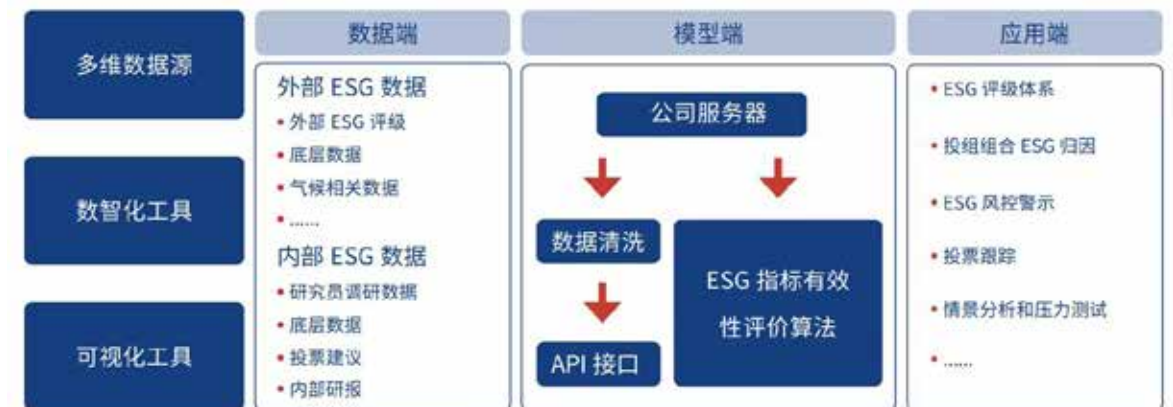 多维数据源
数智化工具
可视化工具
数据端
外部 ESG 数据
• 外部 ESG 评级
• 底层数据
• 气候相关数据
• ......
内部 ESG 数据
• 研究员调研数据
• 底层数据
• 投票建议
• 内部研报
模型端
公司服务器
数据清洗
API 接口
ESG 指标有效
性评价算法
应用端
• ESG 评级体系
• 投组组合 ESG 归因
• ESG 风控警示
• 投票跟踪
• 情景分析和压力测试
• ......